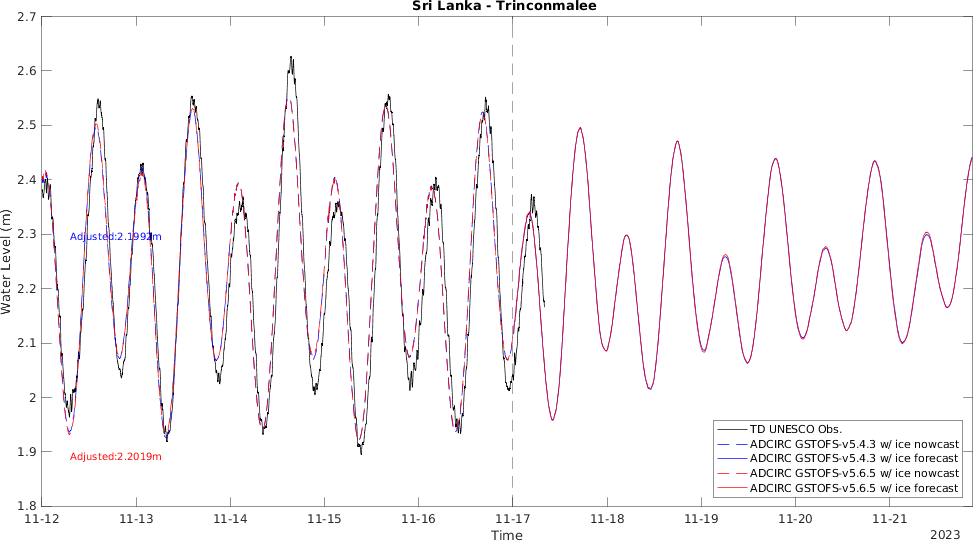 Sri Lanka - Trinconmalee
2.7
2.6
2.5
2.4
2.3
2.2
2.1
2
1.9
1.8
Water Level (m)
Adjusted:2.1992m
Adjusted:2.2019m
TD UNESCO Obs.
ADCIRC GSTOFS-v5.4.3 w/ ice nowcast
ADCIRC GSTOFS-v5.4.3 w/ ice forecast
ADCIRC GSTOFS-v5.6.5 w/ ice nowcast
ADCIRC GSTOFS-v5.6.5 w/ ice forecast
11-12 11-13 11-14 11-15 11-16 11-17 11-18 11-19 11-20 11-21
Time
2023